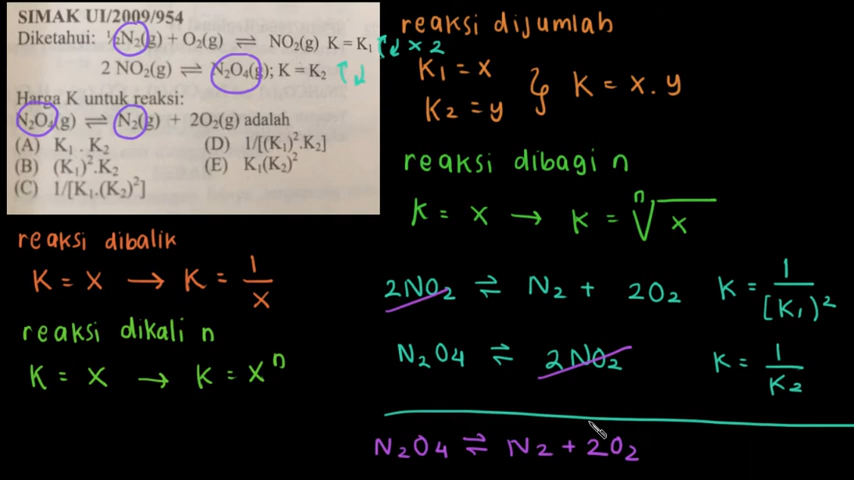 SIMAK UI/2009/954
Diketahui: ½N₂(g) + O₂(g) ⇌ NO₂(g) K = K₁
2 NO₂(g) ⇌ N₂O₄(g); K = K₂
Harga K untuk reaksi:
N₂O₄(g) ⇌ N₂(g) + 2O₂(g) adalah
(A) K₁ . K₂ (D) 1/[(K₁)².K₂]
(B) (K₁)².K₂ (E) K₁(K₂)²
(C) 1/[K₁.(K₂)²]
x 2
reaksi dijumlah
K₁ = x
K₂ = y
K = x . y
reaksi dibagi n
K = x → K = ⁿ√x
reaksi dibalik
K = x → K = 1/x
reaksi dikali n
K = x → K = xⁿ
2NO₂ ⇌ N₂ + 2O₂ K = 1/[K₁)²
N₂O₄ ⇌ 2NO₂ K = 1/K₂
N₂O₄ ⇌ N₂ + 2O₂